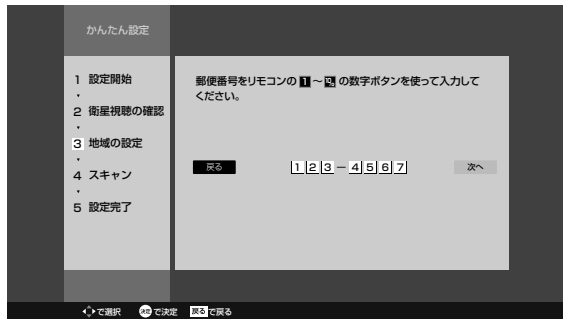 かんたん設定
1 設定開始
2 衛星視聴の確認
3 地域の設定
4 スキャン
5 設定完了
郵便番号をリモコンの 1 ~ の数字ボタンを使って入力して
ください。
戻る
1 2 3 － 4 5 6 7
次へ
で選択 決定 で決定 戻る で戻る